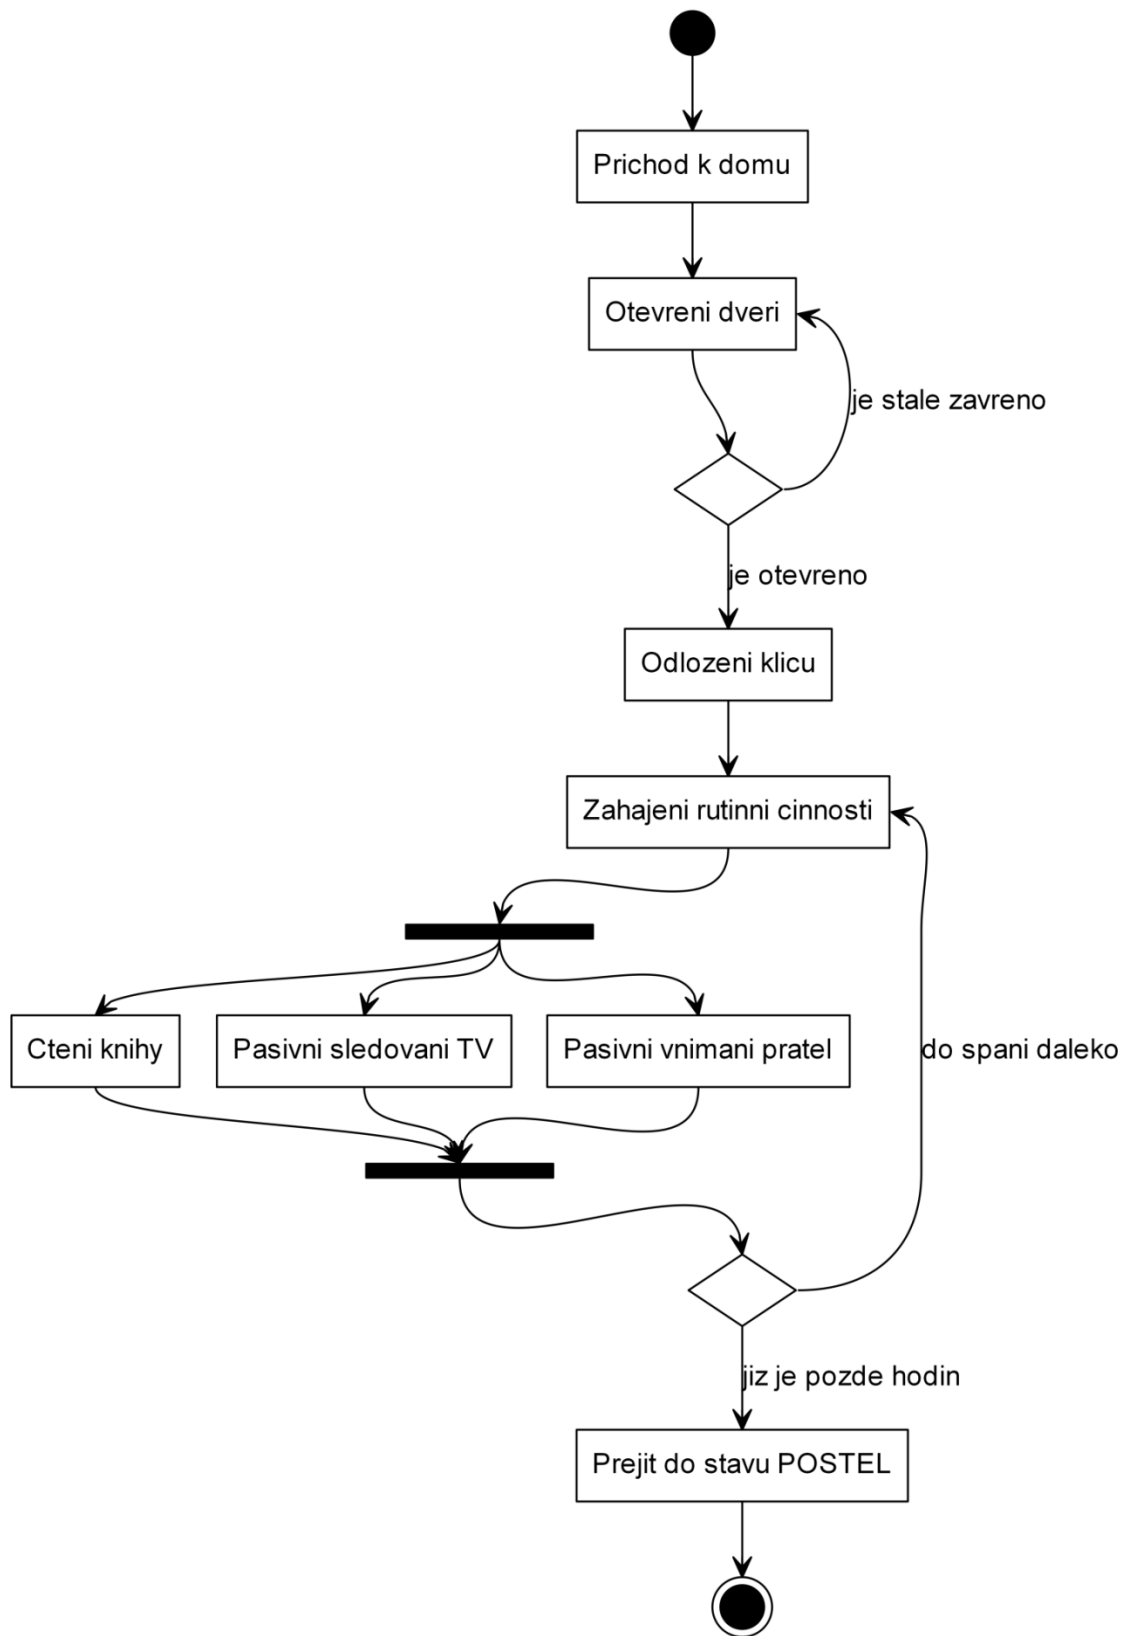 Prichod k domu
Otevreni dveri
je stale zavreno
je otevreno
Odlozeni klicu
Zahajeni rutinni cinnosti
Cteni knihy
Pasivni sledovani TV
Pasivni vnimani pratel
do spani daleko
jiz je pozde hodin
Prejit do stavu POSTEL